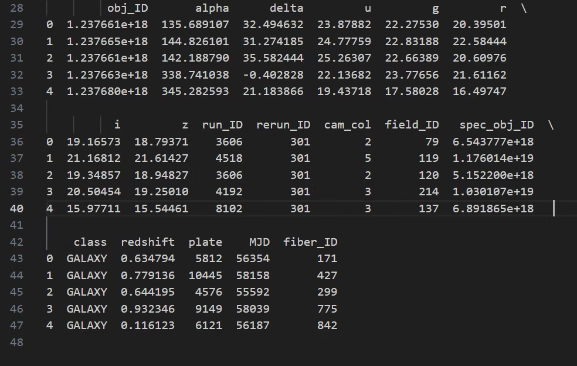 28 obj_ID alpha delta u g r \
29 0 1.237661e+18 135.689107 32.494632 23.87882 22.27530 20.39501
30 1 1.237665e+18 144.826101 31.274185 24.77759 22.83188 22.58444
31 2 1.237661e+18 142.188790 35.582444 25.26307 22.66389 20.60976
32 3 1.237663e+18 338.741038 -0.402828 22.13682 23.77656 21.61162
33 4 1.237680e+18 345.282593 21.183866 19.43718 17.58028 16.49747
34
35 i z run_ID rerun_ID cam_col field_ID spec_obj_ID \
36 0 19.16573 18.79371 3606 301 2 79 6.543777e+18
37 1 21.16812 21.61427 4518 301 5 119 1.176014e+19
38 2 19.34857 18.94827 3606 301 2 120 5.152200e+18
39 3 20.50454 19.25010 4192 301 3 214 1.030107e+19
40 4 15.97711 15.54461 8102 301 3 137 6.891865e+18
41
42 class redshift plate MJD fiber_ID
43 0 GALAXY 0.634794 5812 56354 171
44 1 GALAXY 0.779136 10445 58158 427
45 2 GALAXY 0.644195 4576 55592 299
46 3 GALAXY 0.932346 9149 58039 775
47 4 GALAXY 0.116123 6121 56187 842
48